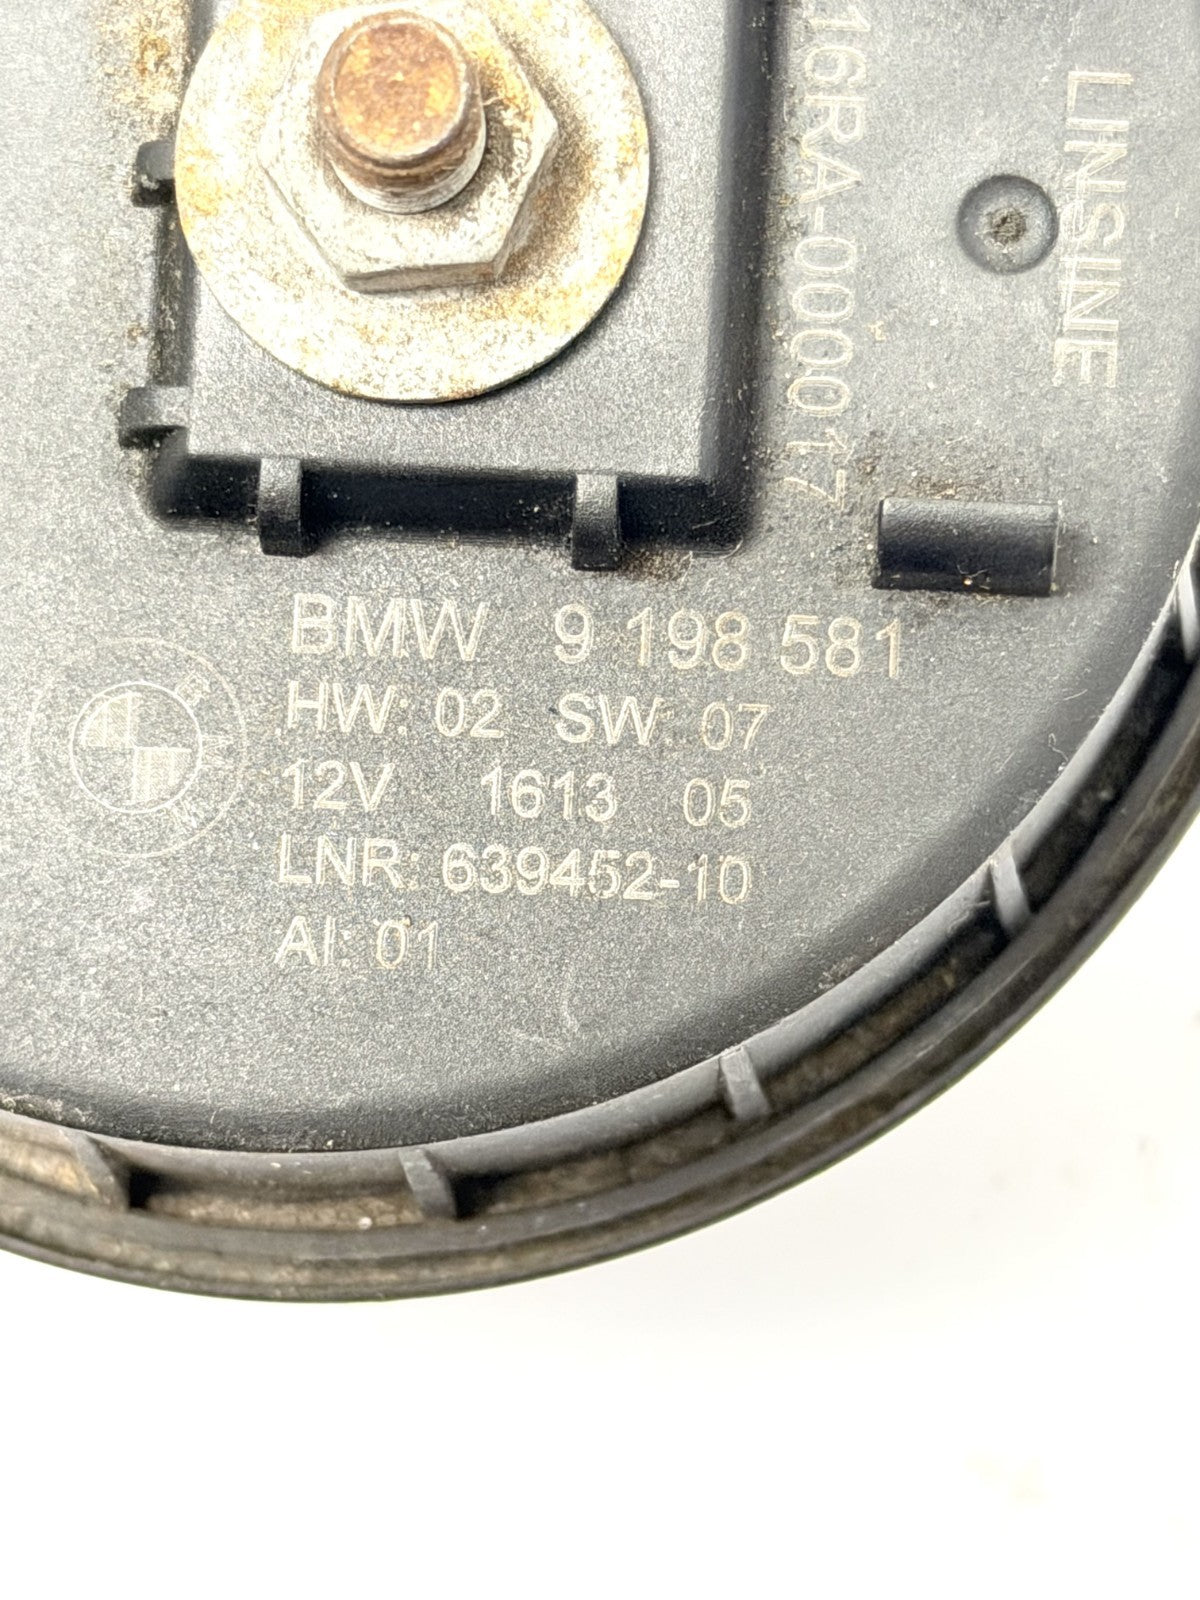 16RA-000017
LINSINE
BMW 9 198 581
HW: 02 SW: 07
12V 1613 05
LNR: 639452-10
AI: 01